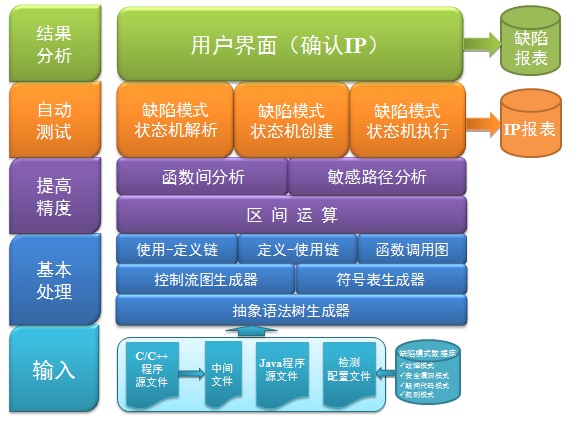 结果
分析
用户界面（确认IP）
缺陷
报表
自动
测试
缺陷模式
状态机解析
缺陷模式
状态机创建
缺陷模式
状态机执行
IP报表
提高
精度
函数间分析
敏感路径分析
区间运算
基本
处理
使用-定义链
定义-使用链
函数调用图
控制流图生成器
符号表生成器
抽象语法树生成器
输入
C/C++
程序
源文件
中间
文件
Java程序
源文件
检测
配置文件
缺陷模式数据库
✓故障模式
✓安全漏洞模式
✓疑问代码模式
✓规则模式